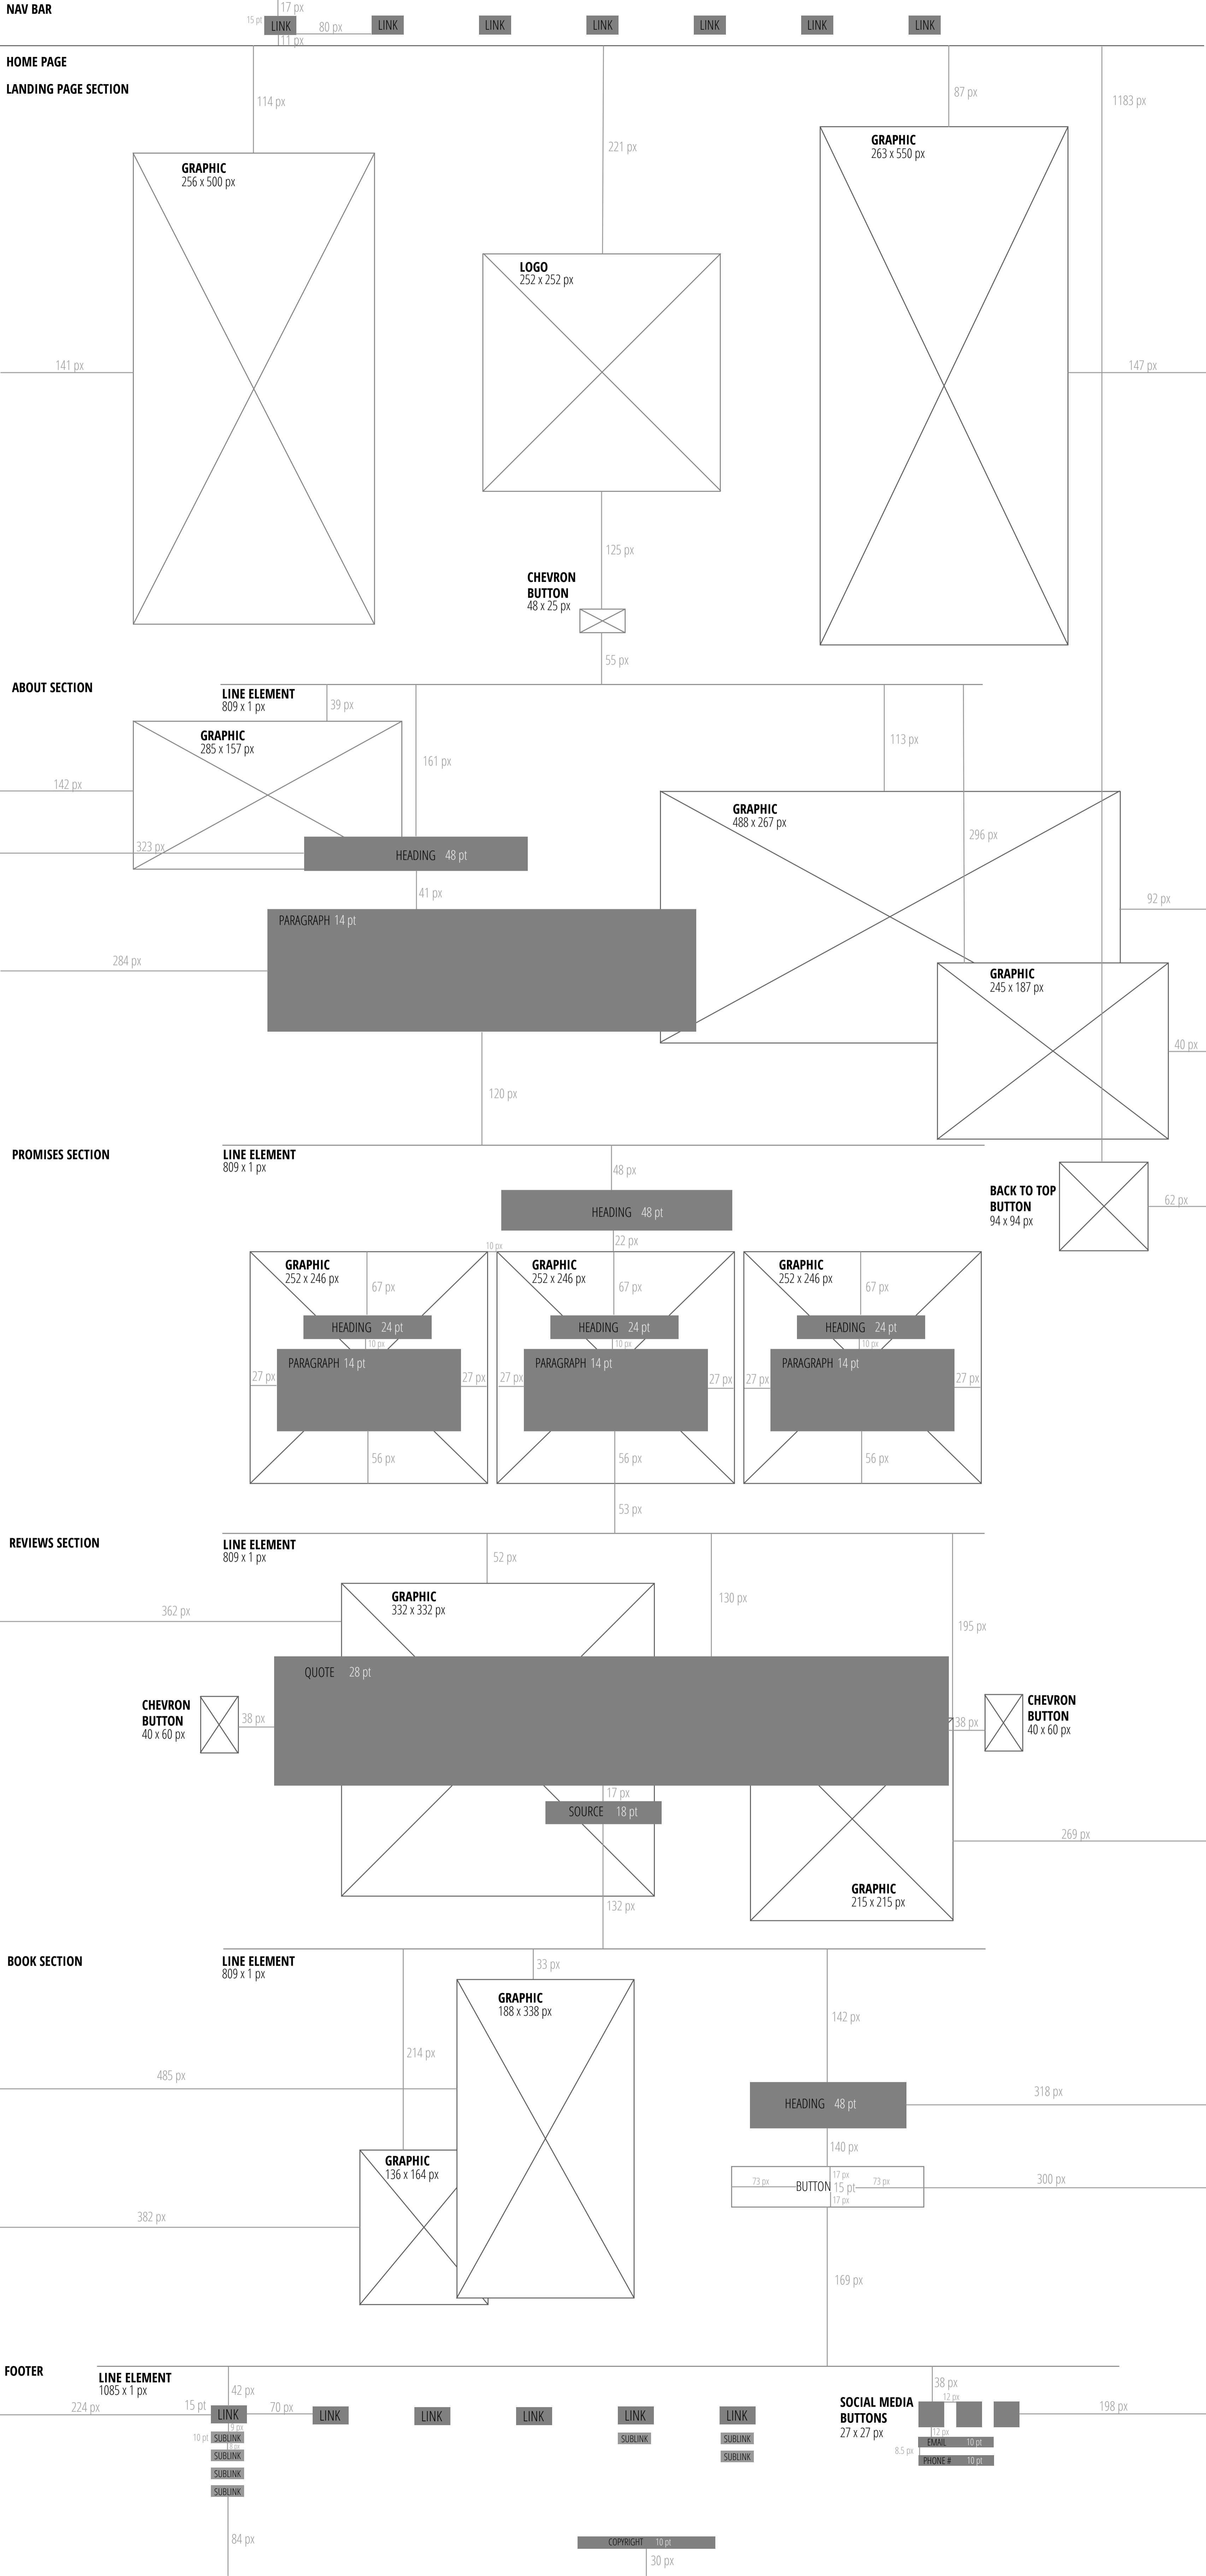 NAV BAR
17 px
15 pt
LINK
80 px
LINK
LINK
LINK
LINK
LINK
LINK
11 px
HOME PAGE
LANDING PAGE SECTION
114 px
221 px
87 px
1183 px
GRAPHIC
256 x 500 px
LOGO
252 x 252 px
GRAPHIC
263 x 550 px
141 px
147 px
125 px
CHEVRON
BUTTON
48 x 25 px
55 px
ABOUT SECTION
LINE ELEMENT
809 x 1 px
39 px
161 px
113 px
GRAPHIC
285 x 157 px
142 px
323 px
HEADING 48 pt
41 px
GRAPHIC
488 x 267 px
296 px
92 px
PARAGRAPH 14 pt
284 px
GRAPHIC
245 x 187 px
40 px
120 px
PROMISES SECTION
LINE ELEMENT
809 x 1 px
48 px
HEADING 48 pt
22 px
BACK TO TOP
BUTTON
94 x 94 px
62 px
10 px
GRAPHIC
252 x 246 px
67 px
HEADING 24 pt
10 px
PARAGRAPH 14 pt
27 px
27 px
56 px
GRAPHIC
252 x 246 px
67 px
HEADING 24 pt
10 px
PARAGRAPH 14 pt
27 px
27 px
56 px
GRAPHIC
252 x 246 px
67 px
HEADING 24 pt
10 px
PARAGRAPH 14 pt
27 px
27 px
56 px
53 px
REVIEWS SECTION
LINE ELEMENT
809 x 1 px
52 px
130 px
195 px
GRAPHIC
332 x 332 px
362 px
QUOTE 28 pt
CHEVRON
BUTTON
40 x 60 px
38 px
38 px
CHEVRON
BUTTON
40 x 60 px
17 px
SOURCE 18 pt
269 px
GRAPHIC
215 x 215 px
132 px
BOOK SECTION
LINE ELEMENT
809 x 1 px
33 px
GRAPHIC
188 x 338 px
142 px
214 px
485 px
318 px
HEADING 48 pt
140 px
GRAPHIC
136 x 164 px
17 px
73 px
BUTTON 15 pt
73 px
17 px
300 px
382 px
169 px
FOOTER
LINE ELEMENT
1085 x 1 px
42 px
38 px
224 px
15 pt
LINK
70 px
LINK
LINK
LINK
LINK
LINK
SOCIAL MEDIA
BUTTONS
27 x 27 px
12 px
198 px
9 px
10 pt
SUBLINK
SUBLINK
SUBLINK
12 px
EMAIL 10 pt
8.5 px
PHONE # 10 pt
SUBLINK
SUBLINK
SUBLINK
SUBLINK
84 px
COPYRIGHT 10 pt
30 px